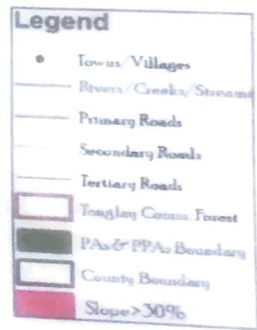 Legend
Towns/Villages
Rivers/Creeks/Streams
Primary Roads
Secondary Roads
Tertiary Roads
Tongley Comm. Forest
PAs & PPAs Boundary
County Boundary
Slope>30%